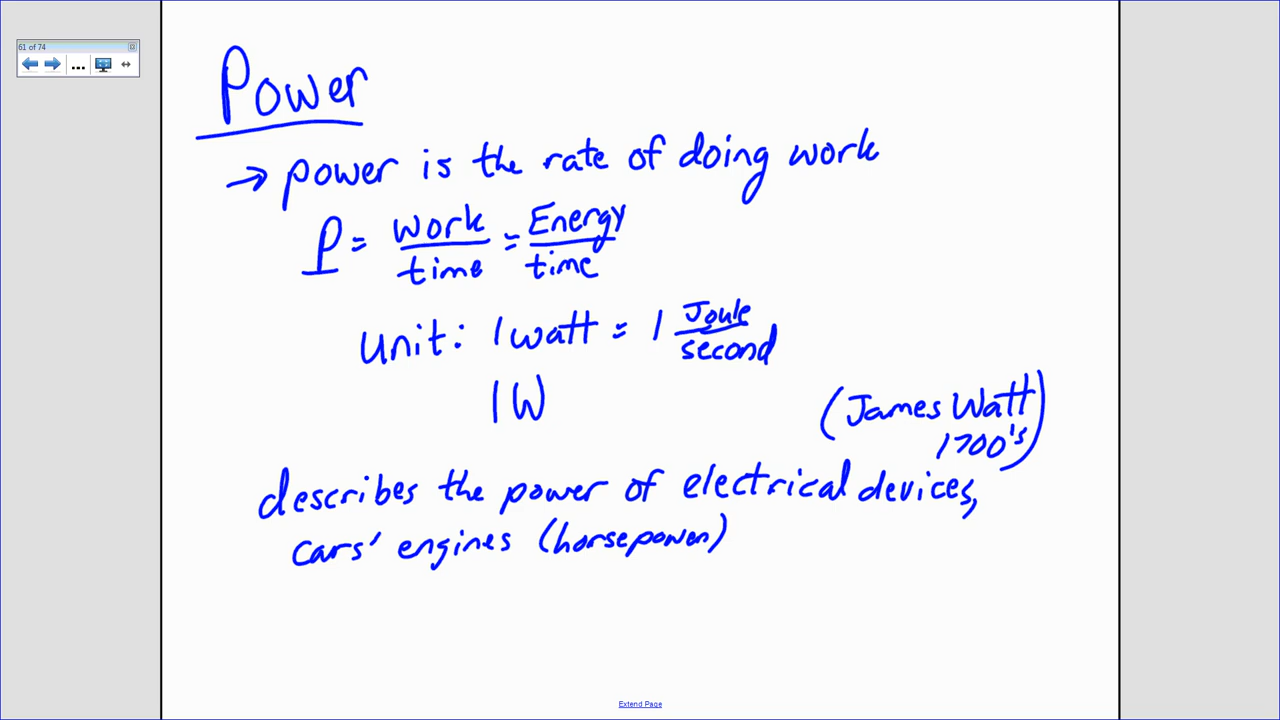 61 of 74
...
Power
→ power is the rate of doing work
P = work/time = Energy/time
unit: 1 watt = 1 Joule/second
1 W
(James Watt
1700's)
describes the power of electrical devices,
cars' engines (horsepower)
Extend Page